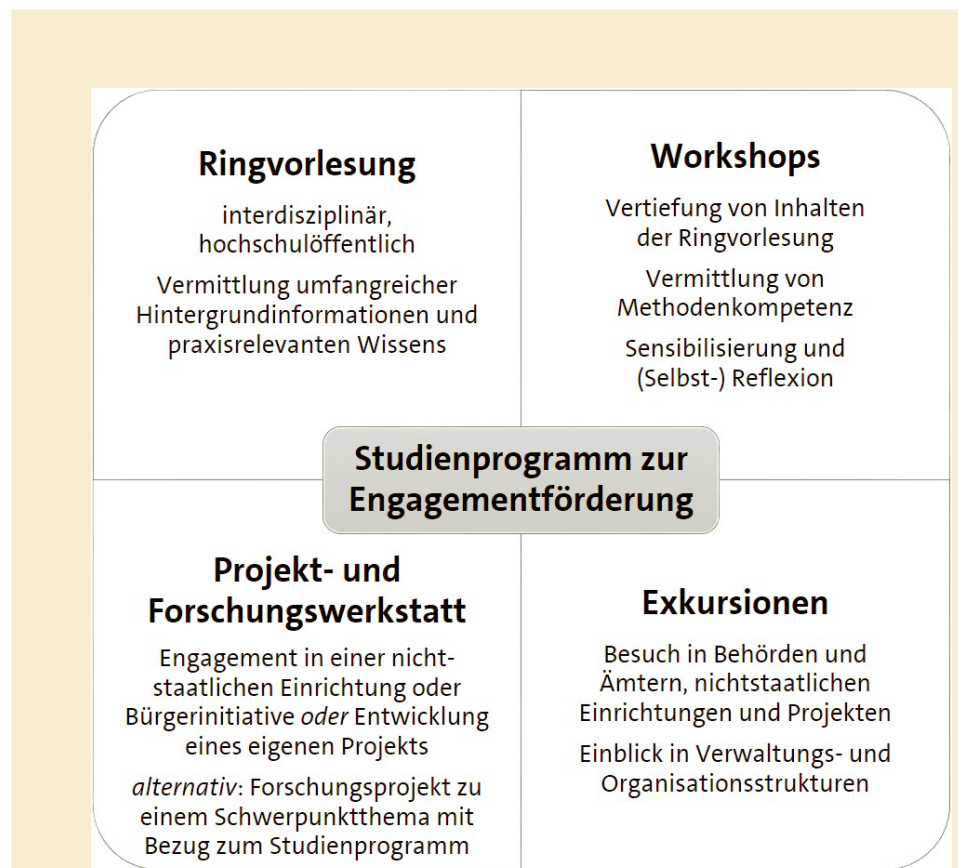 Ringvorlesung
interdisziplinär,
hochschulöffentlich
Vermittlung umfangreicher
Hintergrundinformationen und
praxisrelevanten Wissens
Workshops
Vertiefung von Inhalten
der Ringvorlesung
Vermittlung von
Methodenkompetenz
Sensibilisierung und
(Selbst-) Reflexion
Studienprogramm zur
Engagementförderung
Projekt- und
Forschungswerkstatt
Engagement in einer nicht-
staatlichen Einrichtung oder
Bürgerinitiative oder Entwicklung
eines eigenen Projekts
alternativ: Forschungsprojekt zu
einem Schwerpunktthema mit
Bezug zum Studienprogramm
Exkursionen
Besuch in Behörden und
Ämtern, nichtstaatlichen
Einrichtungen und Projekten
Einblick in Verwaltungs- und
Organisationsstrukturen